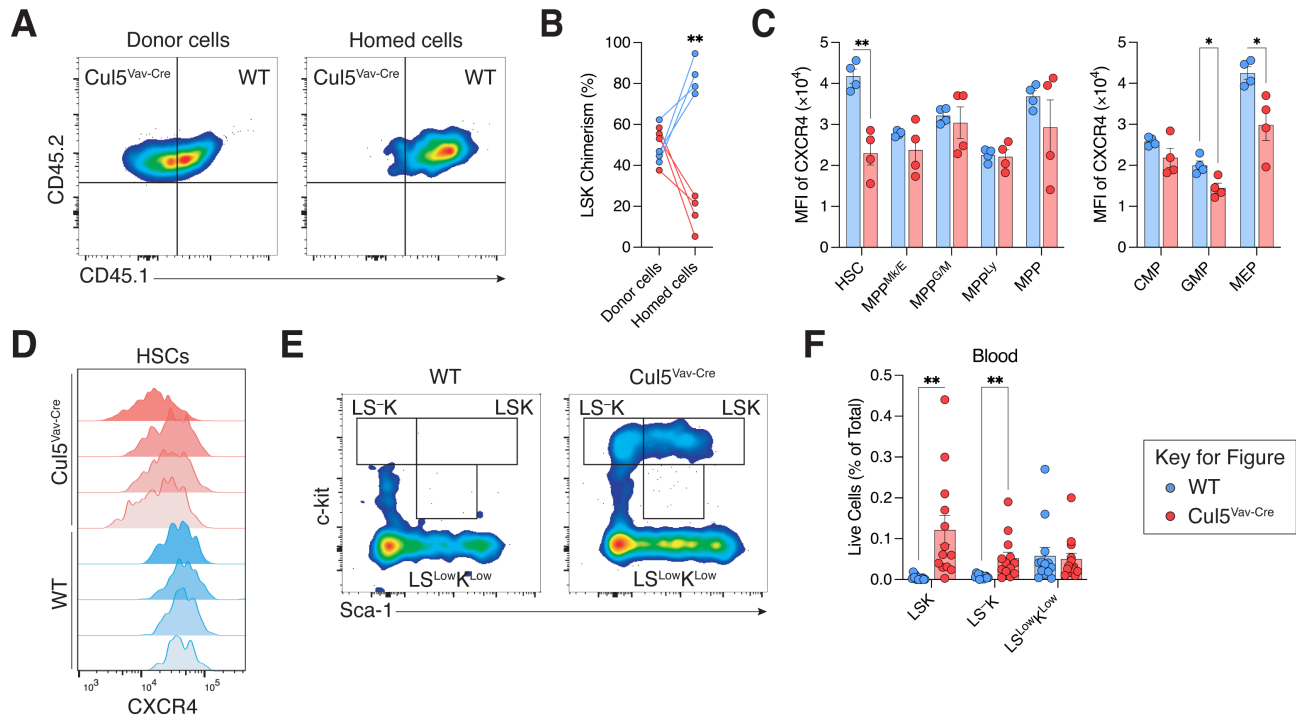 A
Donor cells
Homed cells
Cul5Vav-Cre
WT
Cul5Vav-Cre
WT
CD45.2
CD45.1
B
**
LSK Chimerism (%)
100
80
60
40
20
0
Donor cells
Homed cells
C
MFI of CXCR4 (×10⁴)
5
4
3
2
1
0
**
HSC
MPPMk/E
MPPG/M
MPPLy
MPP
MFI of CXCR4 (×10⁴)
5
4
3
2
1
0
*
*
CMP
GMP
MEP
D
HSCs
Cul5Vav-Cre
WT
10³
10⁴
10⁵
CXCR4
E
WT
Cul5Vav-Cre
LS⁻K
LSK
LS⁻K
LSK
c-kit
LSLowKLow
LSLowKLow
Sca-1
F
Blood
Live Cells (% of Total)
0.5
0.4
0.3
0.2
0.1
0.0
**
**
LSK
LS⁻K
LSLowKLow
Key for Figure
WT
Cul5Vav-Cre